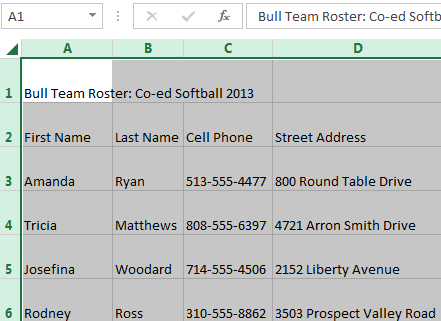 A1 fx Bull Team Roster: Co-ed Softb
A B C D
1 Bull Team Roster: Co-ed Softball 2013
2 First Name Last Name Cell Phone Street Address
3 Amanda Ryan 513-555-4477 800 Round Table Drive
4 Tricia Matthews 808-555-6397 4721 Arron Smith Drive
5 Josefina Woodard 714-555-4506 2152 Liberty Avenue
6 Rodney Ross 310-555-8862 3503 Prospect Valley Road